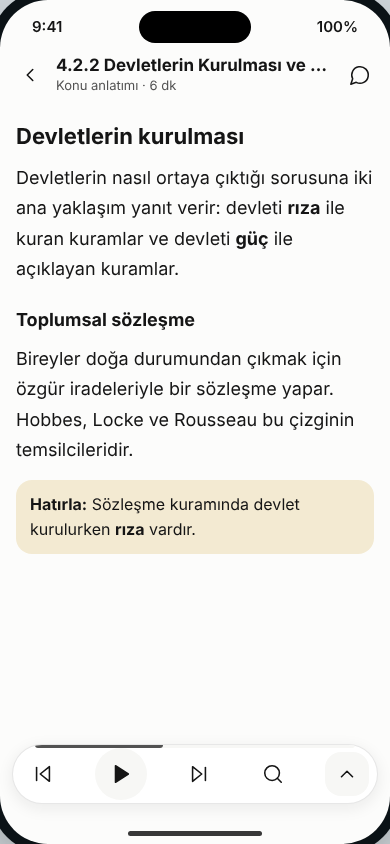 9:41
100%
4.2.2 Devletlerin Kurulması ve ...
Konu anlatımı · 6 dk
Devletlerin kurulması
Devletlerin nasıl ortaya çıktığı sorusuna iki
ana yaklaşım yanıt verir: devleti rıza ile
kuran kuramlar ve devleti güç ile
açıklayan kuramlar.
Toplumsal sözleşme
Bireyler doğa durumundan çıkmak için
özgür iradeleriyle bir sözleşme yapar.
Hobbes, Locke ve Rousseau bu çizginin
temsilcileridir.
Hatırla: Sözleşme kuramında devlet
kurulurken rıza vardır.